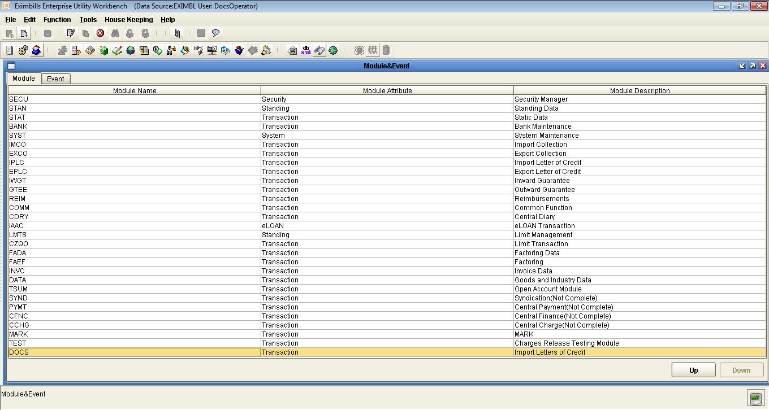 Eximbills Enterprise Utility Workbench (Data Source:EXIMBL User: DocsOperator)
File Edit Function Tools House Keeping Help
Module&Event
Module Event
Module Name Module Attribute Module Description
SECU Security Security Manager
STAN Standing Standing Data
STAT Transaction Static Data
BANK Transaction Bank Maintenance
SYST System System Maintenance
IMCO Transaction Import Collection
EXCO Transaction Export Collection
IPLC Transaction Import Letter of Credit
EPLC Transaction Export Letter of Credit
IWGT Transaction Inward Guarantee
GTEE Transaction Outward Guarantee
REIM Transaction Reimbursements
COMM Transaction Common Function
CDRY Transaction Central Diary
IAAC eLOAN eLOAN Transaction
LMTS Standing Limit Management
CZOO Transaction Limit Transaction
FADA Transaction Factoring Data
FAEF Transaction Factoring
INVC Transaction Invoice Data
DATA Transaction Goods and Industry Data
TSUM Transaction Open Account Module
SYND Transaction Syndication(Not Complete)
PYMT Transaction Central Payment(Not Complete)
CFNC Transaction Central Finance(Not Complete)
CCHG Transaction Central Charge(Not Complete)
MARK Transaction MARK
TEST Transaction Charges Release Testing Module
DOCS Transaction Import Letters of Credit
Up Down
Module&Event